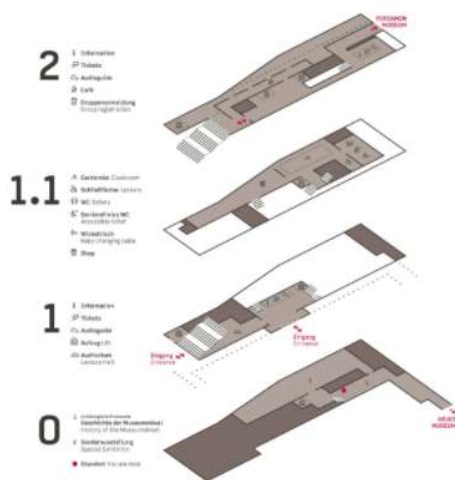 PERGAMON
MUSEUM
2
i Information
Tickets
Audioguide
Café
Gruppenanmeldung
Group registration
1.1
Garderobe Cloakroom
Schließfächer Lockers
WC Toilets
Barrierefreies WC
Accessible toilet
Wickeltisch
Baby changing table
Shop
1
i Information
Tickets
Audioguide
Aufzug Lift
Auditorium
Lecture Hall
Eingang
Entrance
Eingang
Entrance
0
Geschichte der Museumsinsel
History of the Museumsinsel
Sonderausstellung
Special Exhibition
Standort You are here
NEUES
MUSEUM